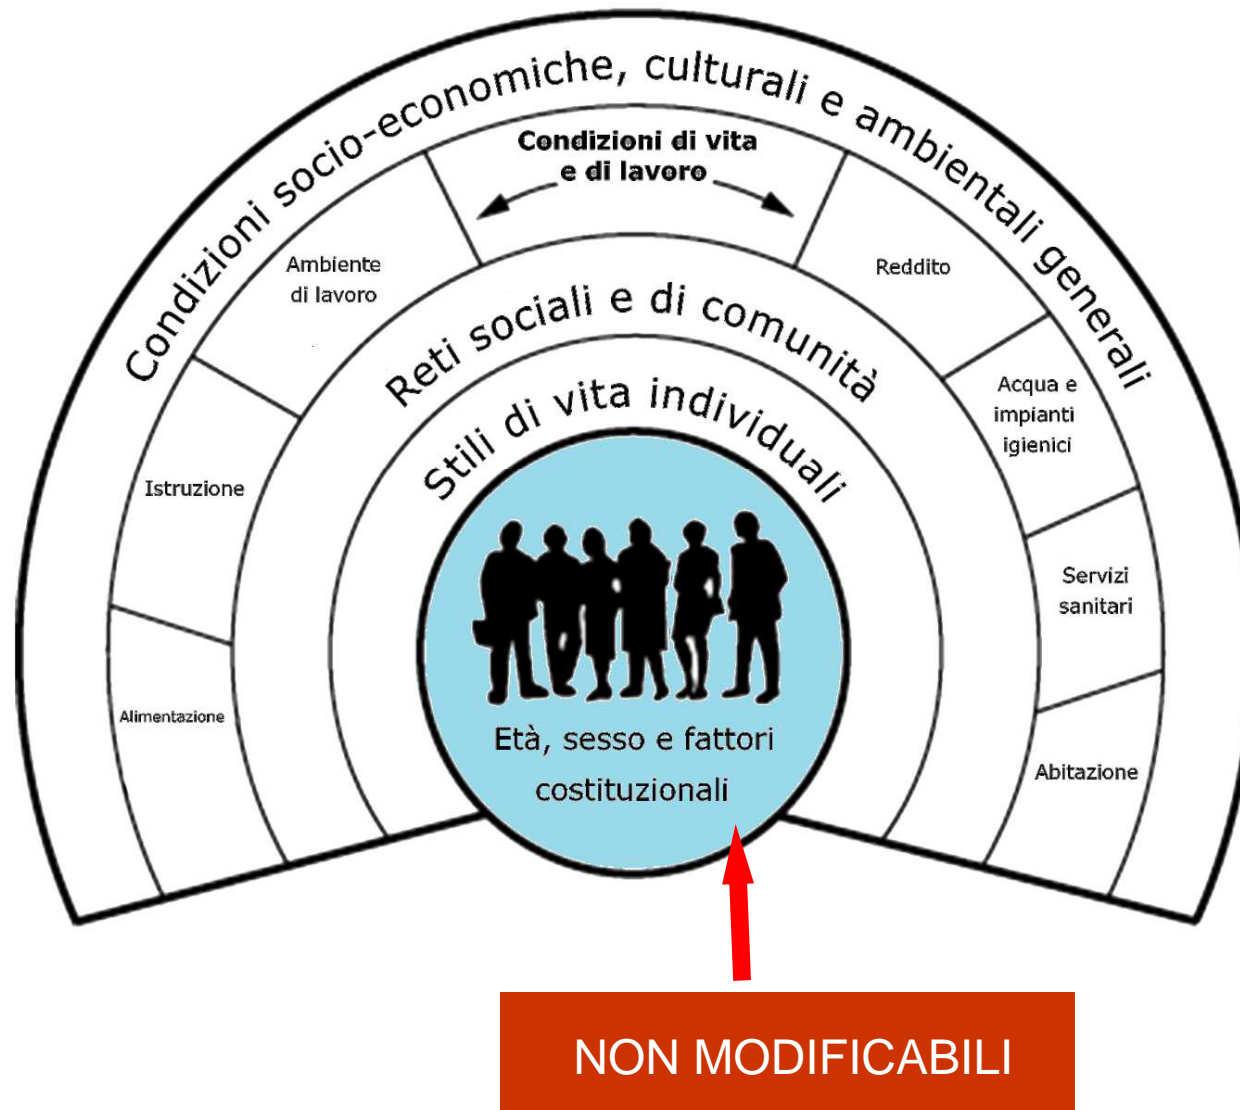 Condizioni socio-economiche, culturali e ambientali generali
Condizioni di vita
e di lavoro
Ambiente
di lavoro
Reddito
Reti sociali e di comunità
Acqua e
impianti
igienici
Stili di vita individuali
Istruzione
Servizi
sanitari
Alimentazione
Abitazione
Età, sesso e fattori
costituzionali
NON MODIFICABILI